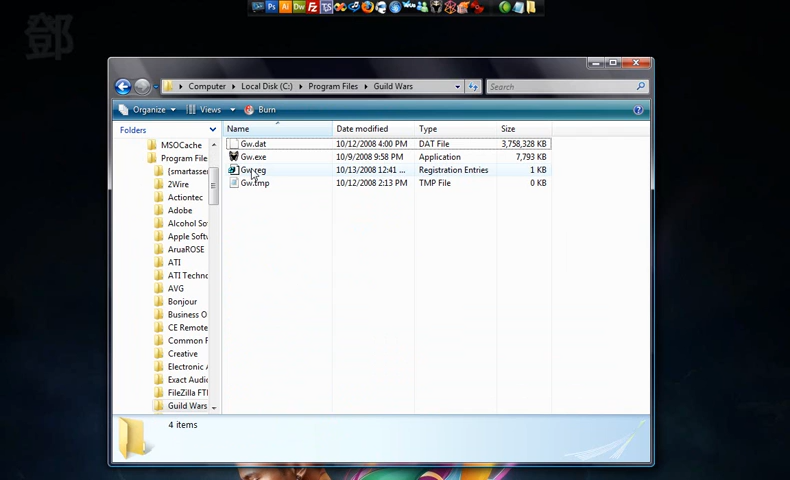 鄧
Computer Local Disk (C:) Program Files Guild Wars Search
Organize Views Burn
Folders
Name Date modified Type Size
MSOCache
Program File
{smartasse
2Wire
Actiontec
Adobe
Alcohol So
Apple Soft
AruaROSE
ATI
ATI Techno
AVG
Bonjour
Business O
CE Remote
Common F
Creative
Electronic A
Exact Audio
FileZilla FTI
Guild Wars
Gw.dat 10/12/2008 4:00 PM DAT File 3,758,328 KB
Gw.exe 10/9/2008 9:58 PM Application 7,793 KB
Gw.reg 10/13/2008 12:41 ... Registration Entries 1 KB
Gw.tmp 10/12/2008 2:13 PM TMP File 0 KB
4 items